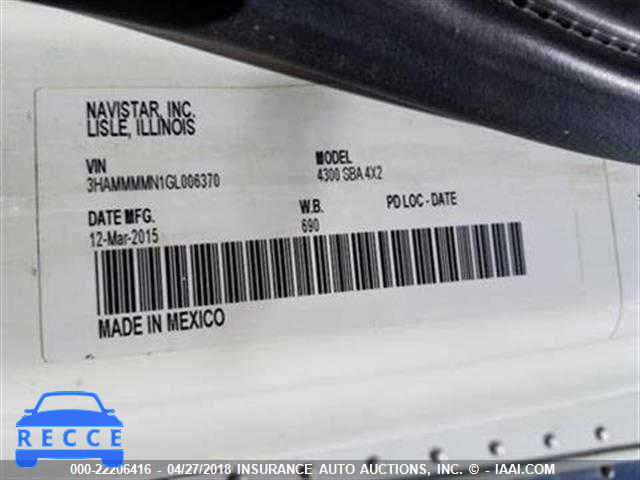 NAVISTAR, INC.
LISLE, ILLINOIS
VIN
3HAMMMMN1GL006370
MODEL
4300 SBA 4X2
DATE MFG.
12-Mar-2015
W.B.
690
PD LOC - DATE
MADE IN MEXICO
RECCE
000-22206416 - 04/27/2018 INSURANCE AUTO AUCTIONS, INC. © - IAAI.COM